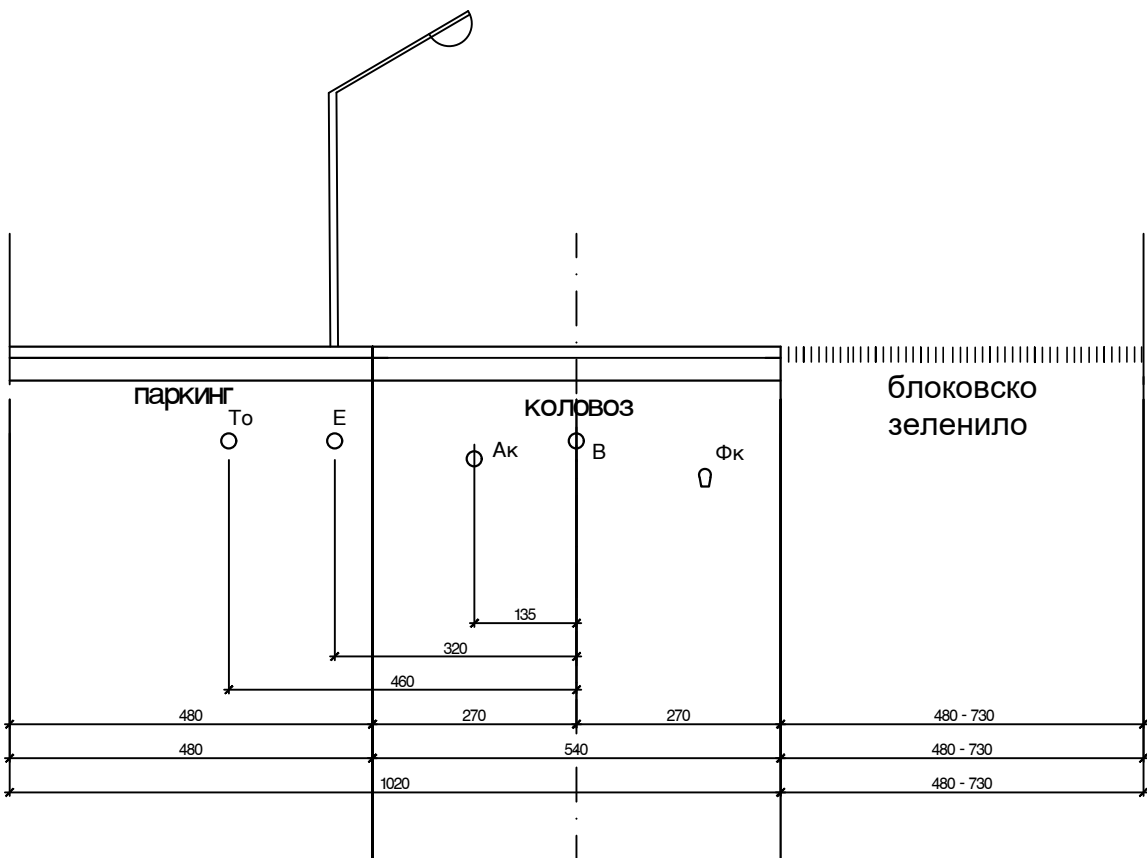 паркинг
коловоз
блоковско
зеленило
То
Е
Ак
В
Фк
135
320
460
480
270
270
480 - 730
480
540
480 - 730
1020
480 - 730